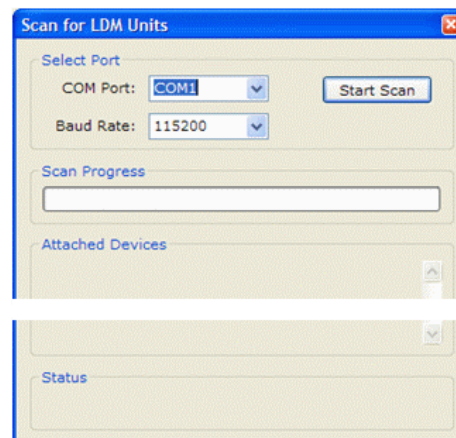 Scan for LDM Units
Select Port
COM Port: COM1
Start Scan
Baud Rate: 115200
Scan Progress
Attached Devices
Status